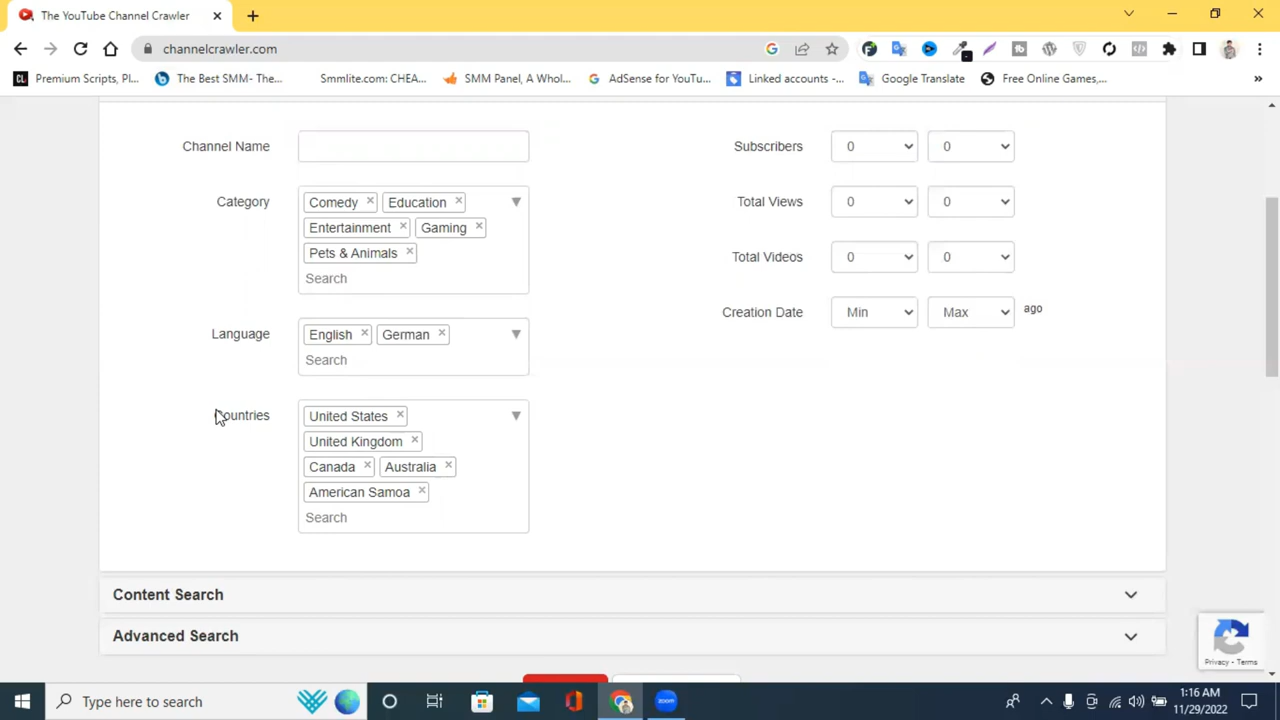 The YouTube Channel Crawler
channelcrawler.com
Premium Scripts, Pl... The Best SMM- The... Smmlite.com: CHEA... SMM Panel, A Whol... AdSense for YouTu... Linked accounts -... Google Translate Free Online Games,... »
Channel Name
Subscribers 0 0
Category Comedy × Education ×
Total Views 0 0
Entertainment × Gaming ×
Pets & Animals ×
Total Videos 0 0
Search
Creation Date Min Max ago
Language English × German ×
Search
Countries United States ×
United Kingdom ×
Canada × Australia ×
American Samoa ×
Search
Content Search
Advanced Search
Privacy - Terms
Type here to search
zoom
1:16 AM
11/29/2022